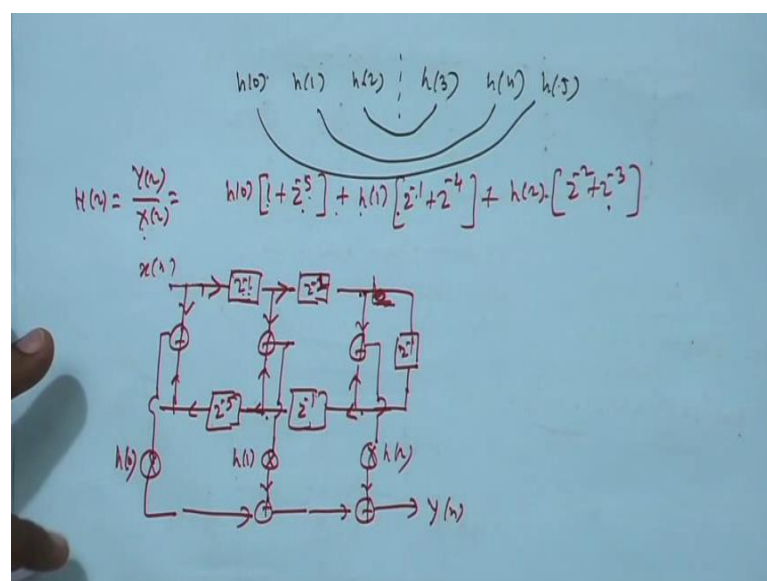 h(0) h(1) h(2) h(3) h(4) h(5)
H(z) = Y(z)/X(z) = h(0) [1 + z^-5] + h(1) [z^-1 + z^-4] + h(2) [z^-2 + z^-3]
x(n)
z^-1 z^-1
z^-1
z^-5 z^-1
h(0) h(1) h(2)
y(n)